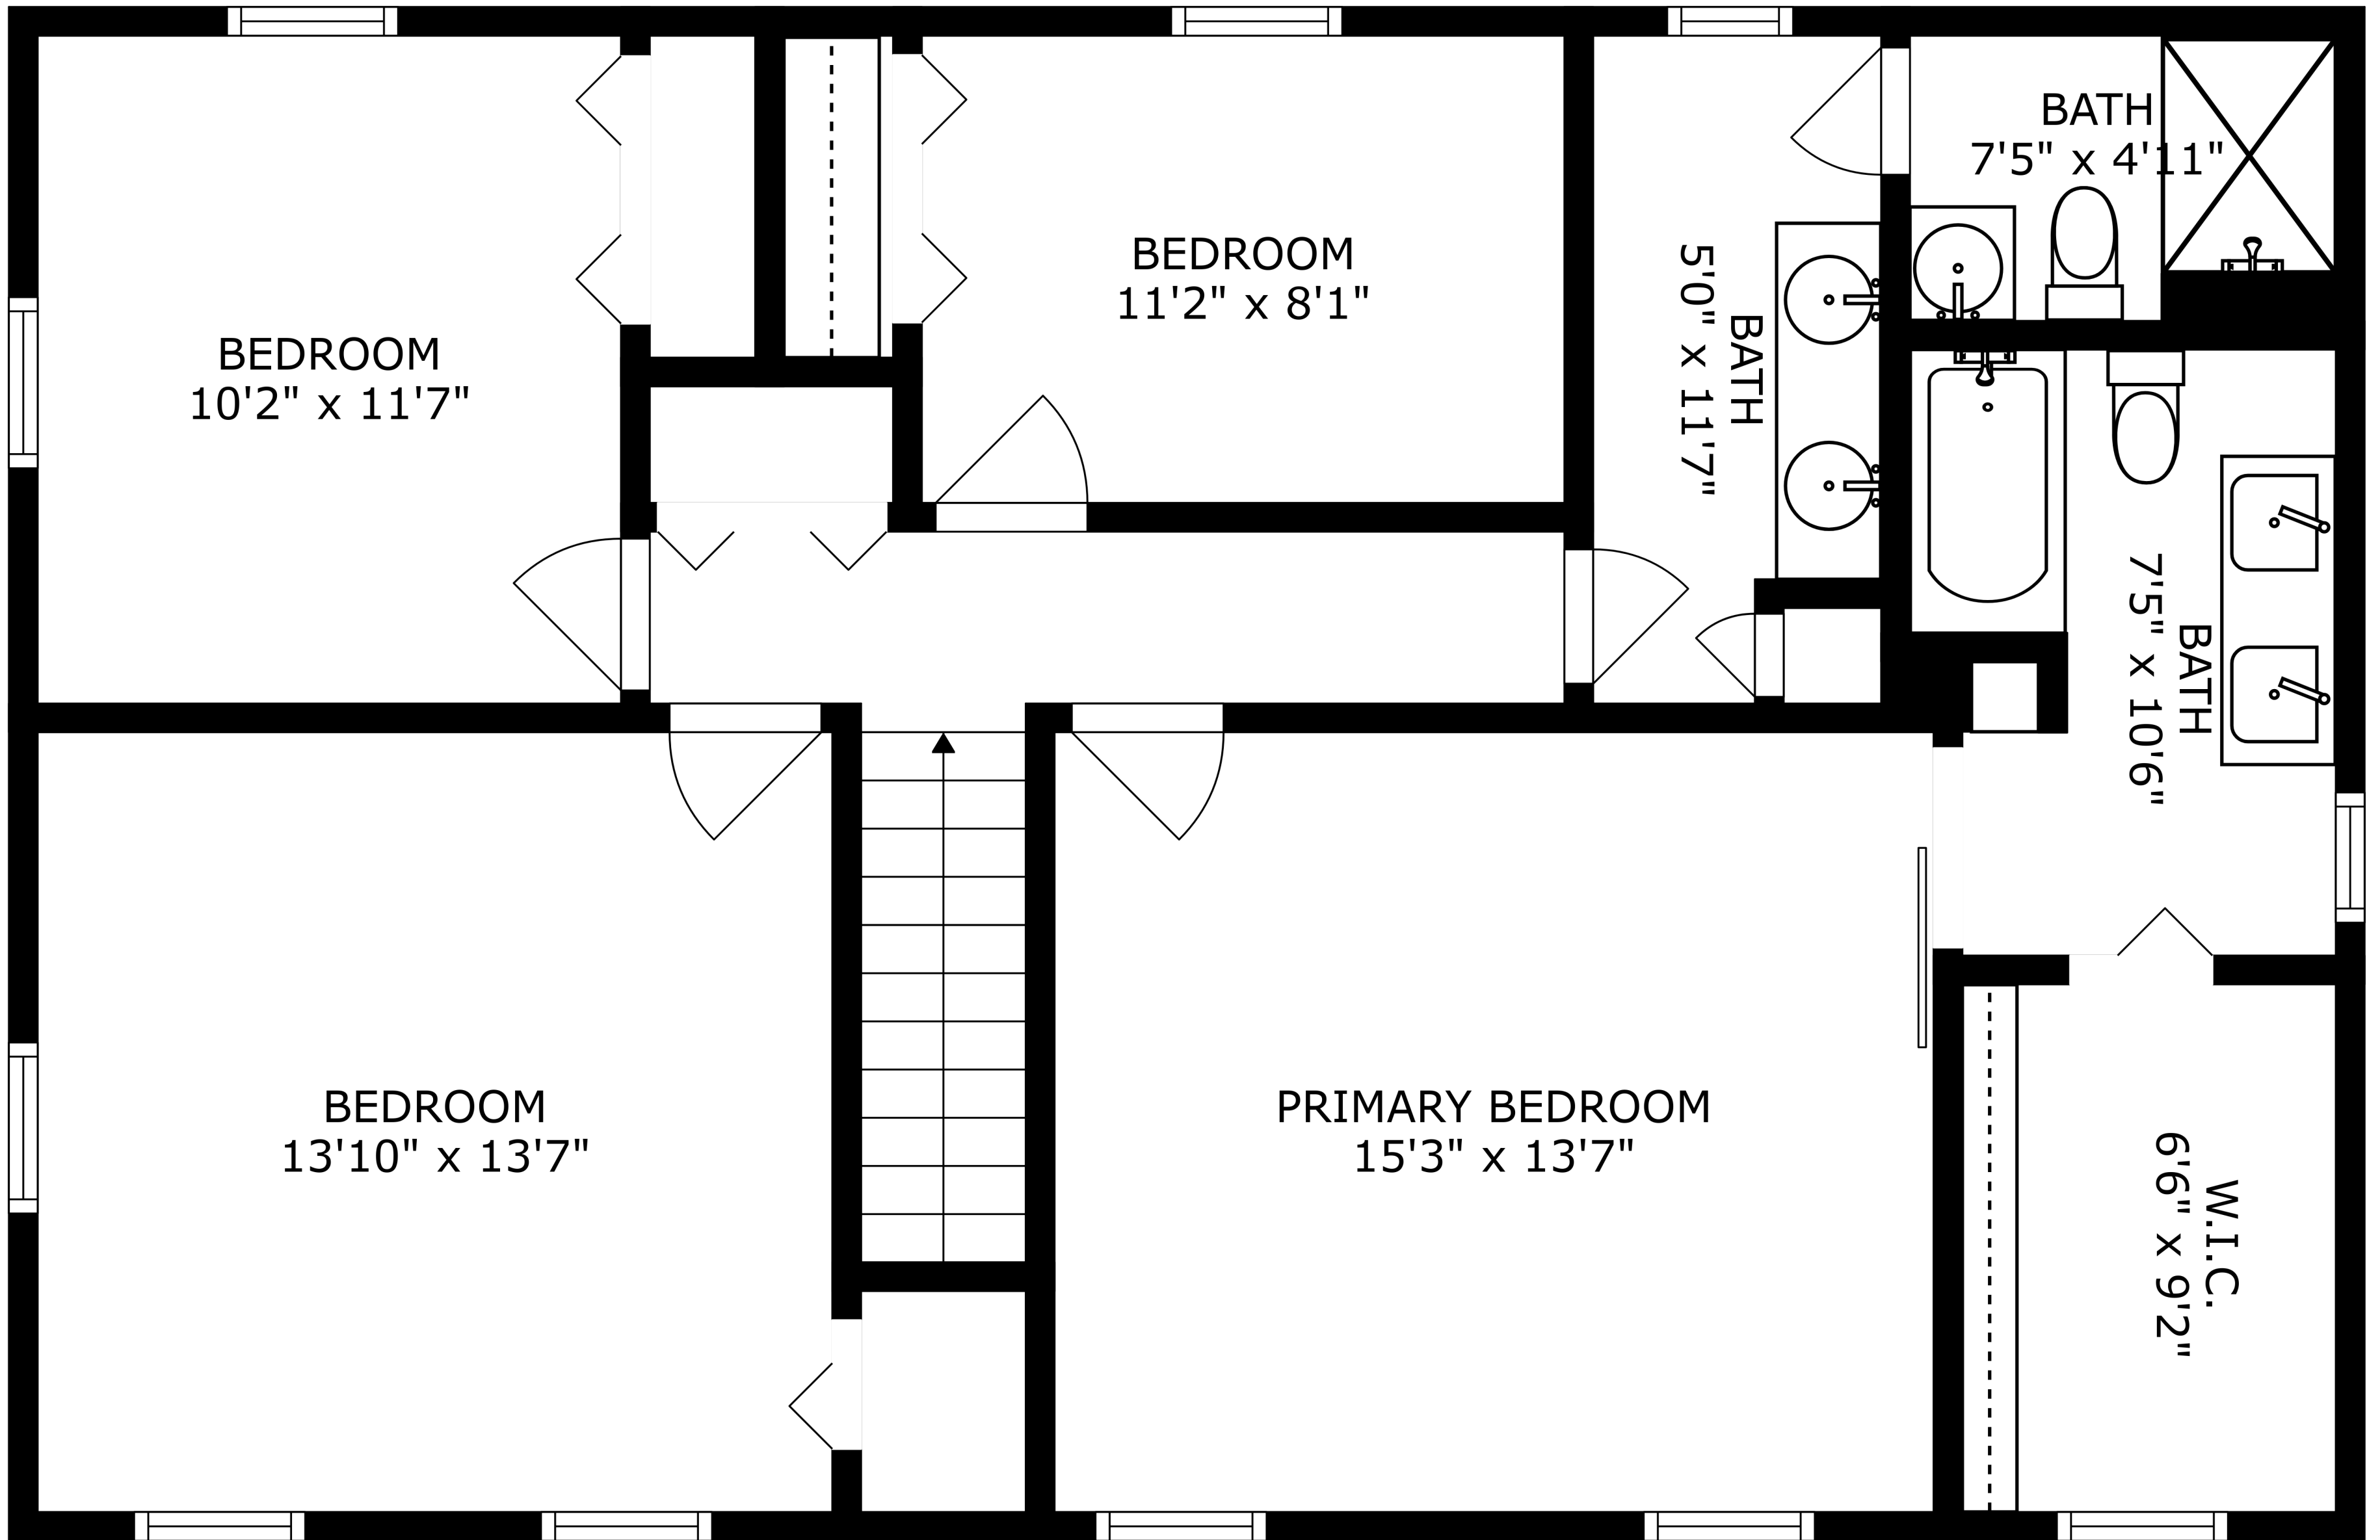 BATH
7'5" x 4'11"
BEDROOM
11'2" x 8'1"
BATH
5'0" x 11'7"
BEDROOM
10'2" x 11'7"
BATH
7'5" x 10'6"
BEDROOM
13'10" x 13'7"
PRIMARY BEDROOM
15'3" x 13'7"
W.I.C.
6'6" x 9'2"